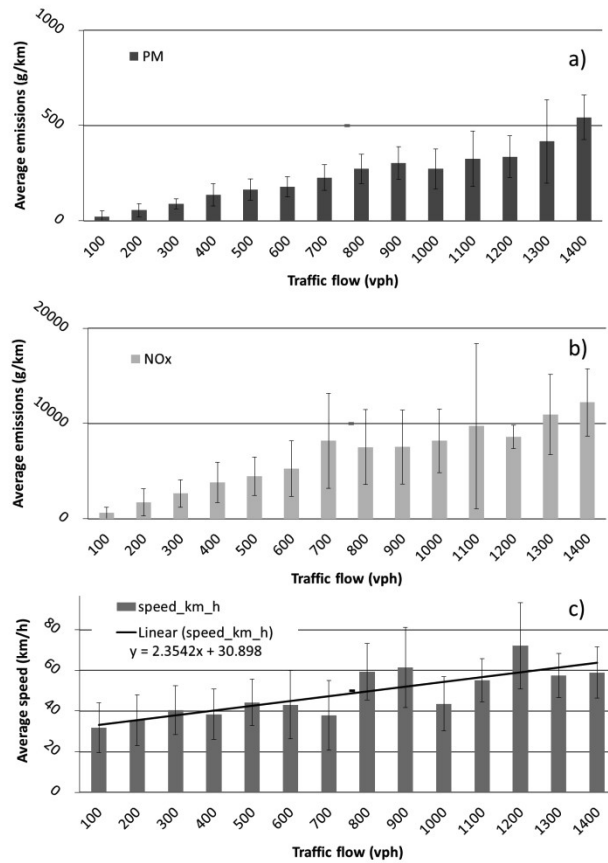 1000
PM
a)
500
0
Average emissions (g/km)
100 200 300 400 500 600 700 800 900 1000 1100 1200 1300 1400
Traffic flow (vph)
20000
NOx
b)
10000
0
Average emissions (g/km)
100 200 300 400 500 600 700 800 900 1000 1100 1200 1300 1400
Traffic flow (vph)
speed_km_h
c)
Linear (speed_km_h)
y = 2.3542x + 30.898
80
60
40
20
0
Average speed (km/h)
100 200 300 400 500 600 700 800 900 1000 1100 1200 1300 1400
Traffic flow (vph)